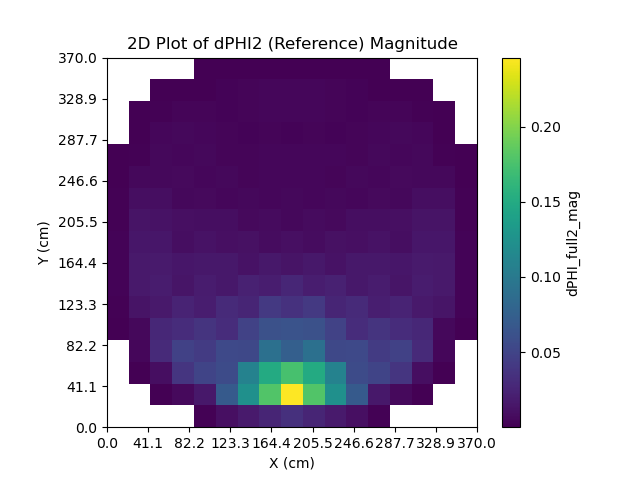 2D Plot of dPHI2 (Reference) Magnitude
370.0
328.9
287.7
246.6
205.5
164.4
123.3
82.2
41.1
0.0
Y (cm)
0.0 41.1 82.2 123.3 164.4 205.5 246.6 287.7 328.9 370.0
X (cm)
0.20
0.15
0.10
0.05
dPHI_full2_mag